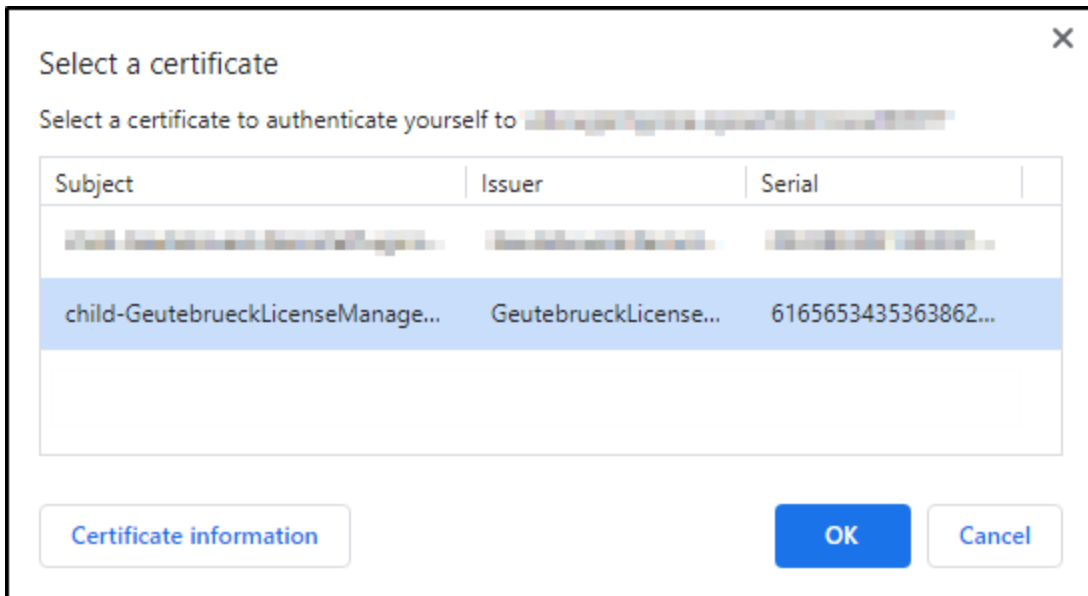 Select a certificate
Select a certificate to authenticate yourself to
Subject Issuer Serial
child-GeutebrueckLicenseManage... GeutebrueckLicense...6165653435363862...
Certificate information OK Cancel